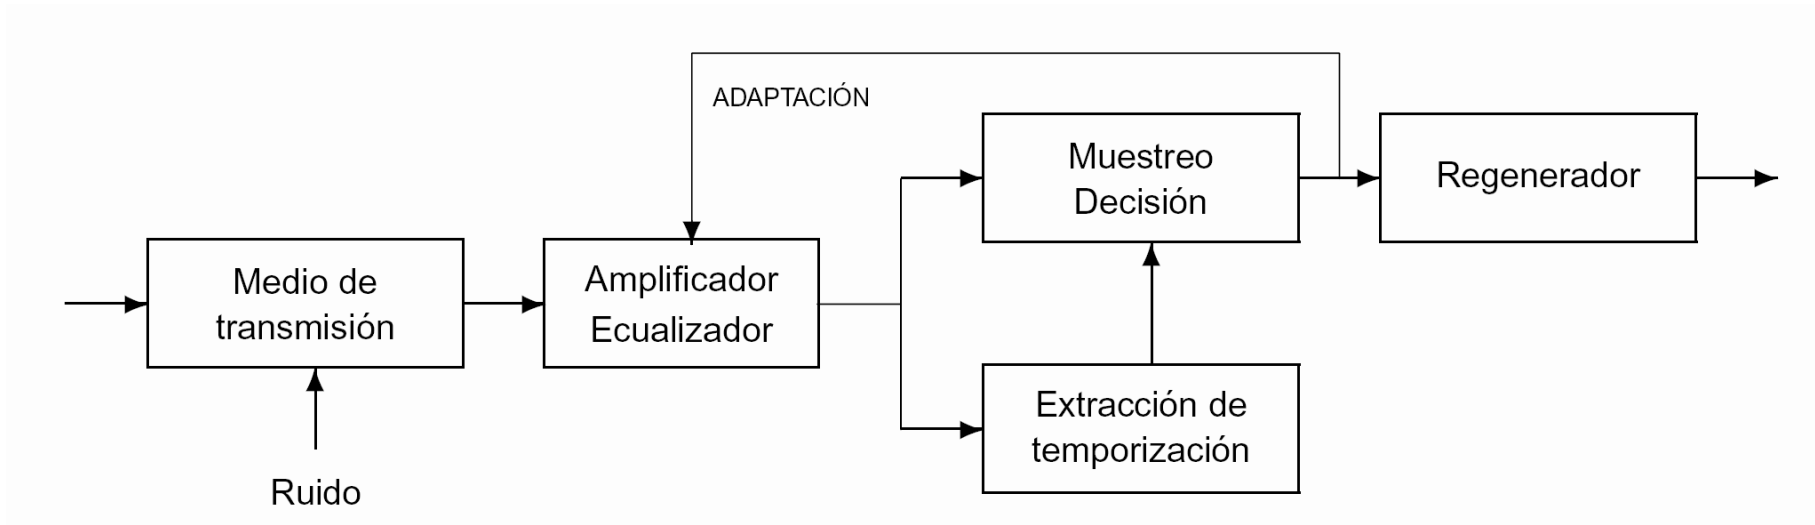 ADAPTACIÓN
Muestreo
Decisión
Regenerador
Medio de
transmisión
Amplificador
Ecualizador
Extracción de
temporización
Ruido